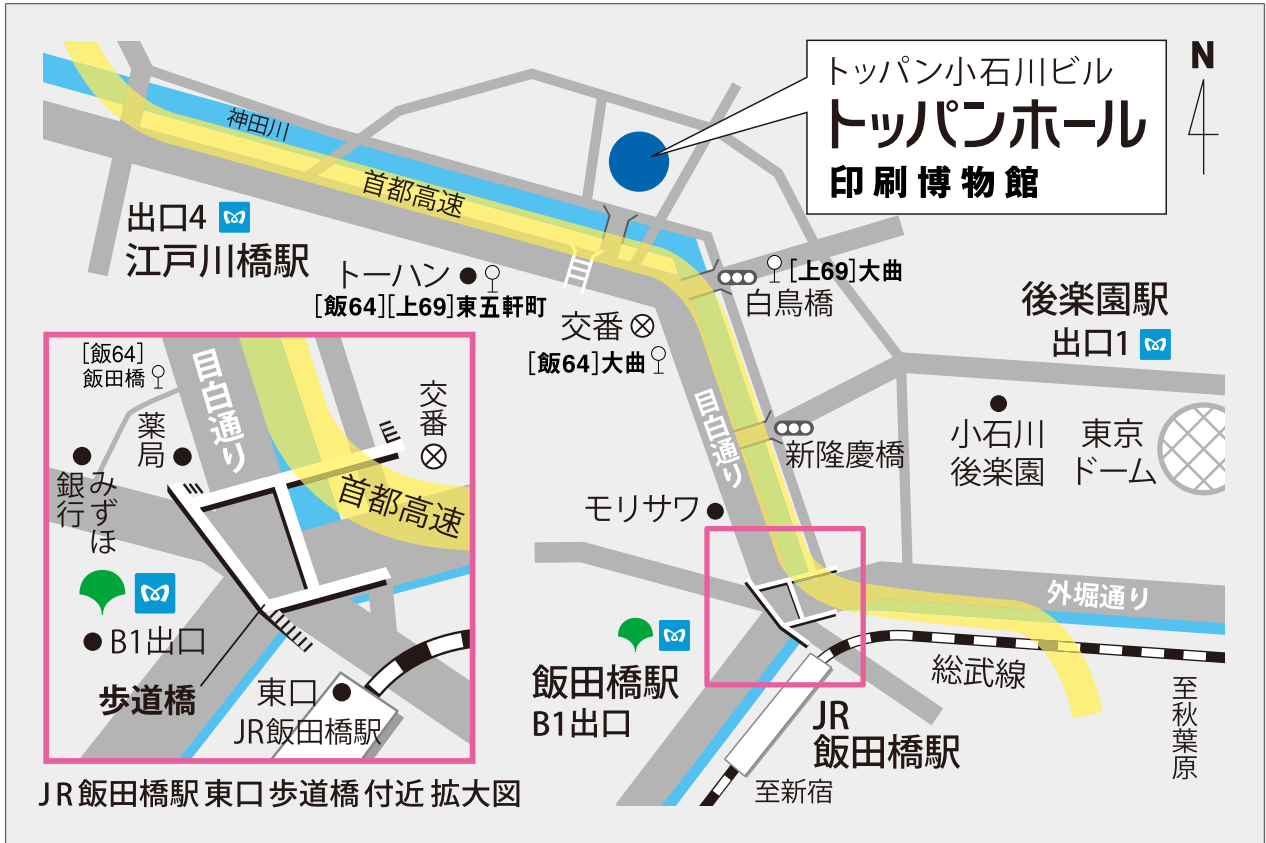 トッパン小石川ビル
トッパンホール
印刷博物館
N
神田川
首都高速
出口4
江戸川橋駅
トーハン
[飯64][上69]東五軒町
[上69]大曲
白鳥橋
交番
[飯64]大曲
後楽園駅
出口1
目白通り
新隆慶橋
小石川
後楽園
東京
ドーム
モリサワ
外堀通り
飯田橋駅
B1出口
JR
飯田橋駅
総武線
至秋葉原
至新宿
[飯64]
飯田橋
目白通り
交番
薬局
みずほ
銀行
首都高速
B1出口
歩道橋
東口
JR飯田橋駅
JR飯田橋駅東口歩道橋付近 拡大図